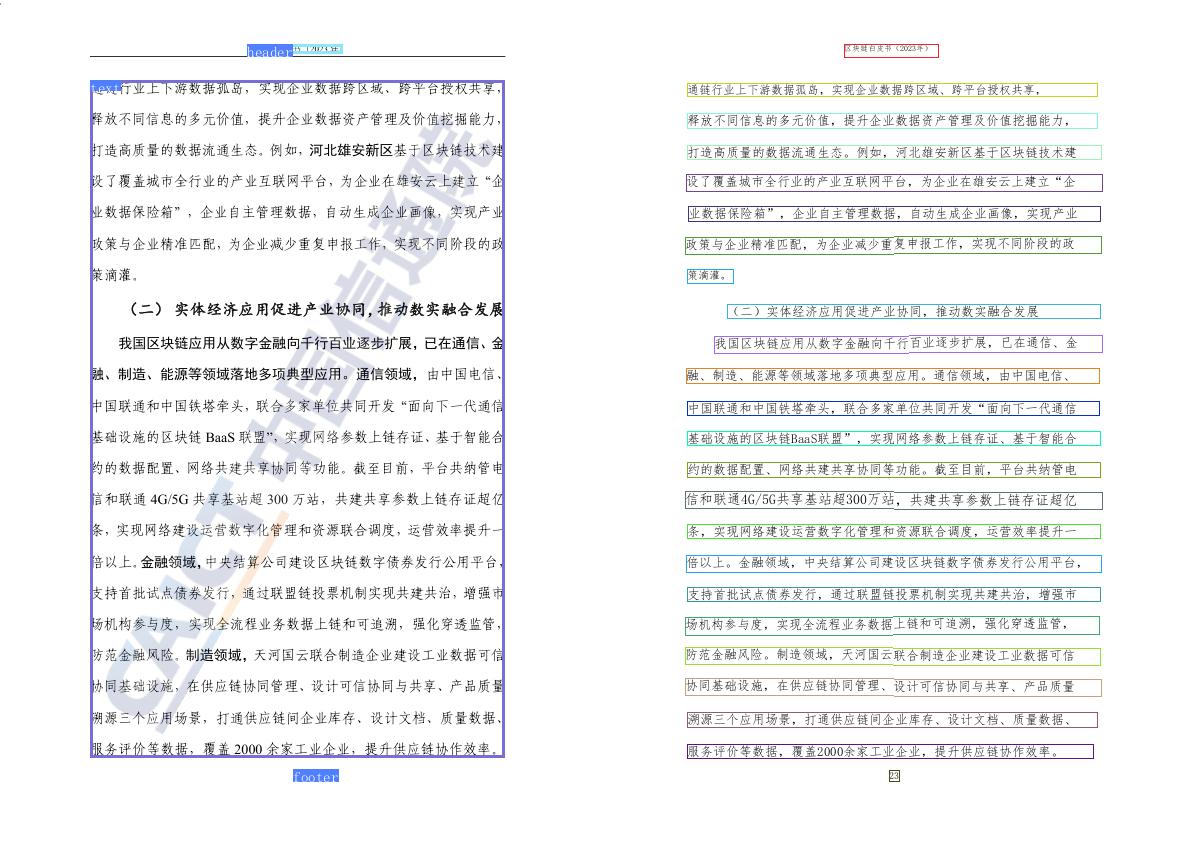 header
书（2023年
text
通链行业上下游数据孤岛，实现企业数据跨区域、跨平台授权共享，
释放不同信息的多元价值，提升企业数据资产管理及价值挖掘能力，
打造高质量的数据流通生态。例如，河北雄安新区基于区块链技术建
设了覆盖城市全行业的产业互联网平台，为企业在雄安云上建立“企
业数据保险箱”，企业自主管理数据，自动生成企业画像，实现产业
政策与企业精准匹配，为企业减少重复申报工作，实现不同阶段的政
策滴灌。
（二） 实体经济应用促进产业协同，推动数实融合发展
我国区块链应用从数字金融向千行百业逐步扩展，已在通信、金
融、制造、能源等领域落地多项典型应用。通信领域，由中国电信、
中国联通和中国铁塔牵头，联合多家单位共同开发“面向下一代通信
基础设施的区块链 BaaS 联盟”，实现网络参数上链存证、基于智能合
约的数据配置、网络共建共享协同等功能。截至目前，平台共纳管电
信和联通 4G/5G 共享基站超 300 万站，共建共享参数上链存证超亿
条，实现网络建设运营数字化管理和资源联合调度，运营效率提升一
倍以上。金融领域，中央结算公司建设区块链数字债券发行公用平台，
支持首批试点债券发行，通过联盟链投票机制实现共建共治，增强市
场机构参与度，实现全流程业务数据上链和可追溯，强化穿透监管，
防范金融风险。制造领域，天河国云联合制造企业建设工业数据可信
协同基础设施，在供应链协同管理、设计可信协同与共享、产品质量
溯源三个应用场景，打通供应链间企业库存、设计文档、质量数据、
服务评价等数据，覆盖 2000 余家工业企业，提升供应链协作效率。
CAICT 中国信通院
footer
区块链白皮书（2023年）
通链行业上下游数据孤岛，实现企业数据跨区域、跨平台授权共享，
释放不同信息的多元价值，提升企业数据资产管理及价值挖掘能力，
打造高质量的数据流通生态。例如，河北雄安新区基于区块链技术建
设了覆盖城市全行业的产业互联网平台，为企业在雄安云上建立“企
业数据保险箱”，企业自主管理数据，自动生成企业画像，实现产业
政策与企业精准匹配，为企业减少重复申报工作，实现不同阶段的政
策滴灌。
（二）实体经济应用促进产业协同，推动数实融合发展
我国区块链应用从数字金融向千行百业逐步扩展，已在通信、金
融、制造、能源等领域落地多项典型应用。通信领域，由中国电信、
中国联通和中国铁塔牵头，联合多家单位共同开发“面向下一代通信
基础设施的区块链BaaS联盟”，实现网络参数上链存证、基于智能合
约的数据配置、网络共建共享协同等功能。截至目前，平台共纳管电
信和联通4G/5G共享基站超300万站，共建共享参数上链存证超亿
条，实现网络建设运营数字化管理和资源联合调度，运营效率提升一
倍以上。金融领域，中央结算公司建设区块链数字债券发行公用平台，
支持首批试点债券发行，通过联盟链投票机制实现共建共治，增强市
场机构参与度，实现全流程业务数据上链和可追溯，强化穿透监管，
防范金融风险。制造领域，天河国云联合制造企业建设工业数据可信
协同基础设施，在供应链协同管理、设计可信协同与共享、产品质量
溯源三个应用场景，打通供应链间企业库存、设计文档、质量数据、
服务评价等数据，覆盖2000余家工业企业，提升供应链协作效率。
23